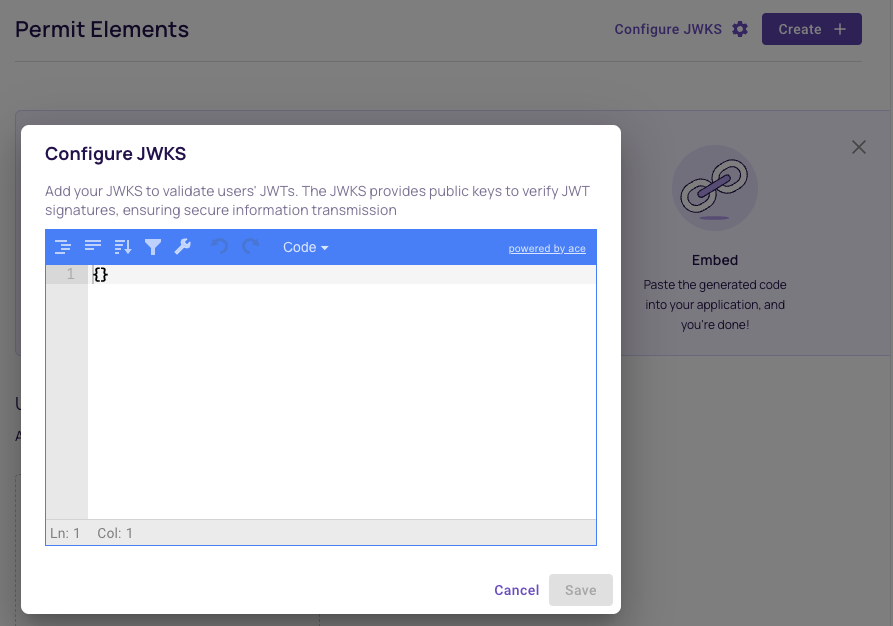 Permit Elements
Configure JWKS
Create +
Configure JWKS
Add your JWKS to validate users' JWTs. The JWKS provides public keys to verify JWT
signatures, ensuring secure information transmission
Code
powered by ace
1 {}
Ln: 1 Col: 1
Cancel
Save
Embed
Paste the generated code
into your application, and
you're done!